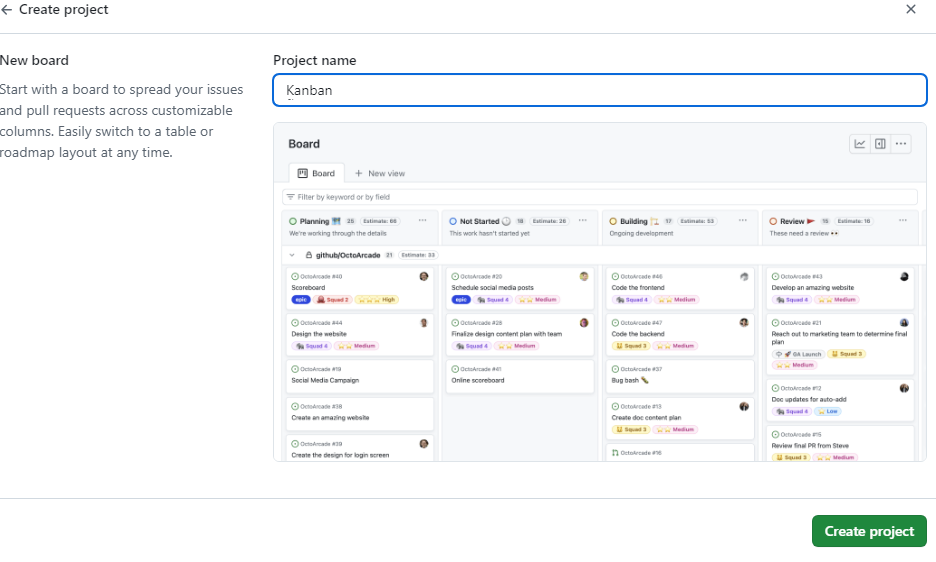 Create project
New board
Start with a board to spread your issues
and pull requests across customizable
columns. Easily switch to a table or
roadmap layout at any time.
Project name
Kanban
Board
Board
New view
Filter by keyword or by field
Planning 20 Estimate: 66
We're working through the details
Not Started 18 Estimate: 26
This work hasn't started yet
Building 17 Estimate: 53
Ongoing development
Review 16 Estimate: 16
These need a review
github/OctoArcade 21 Estimate: 33
OctoArcade #40
Scoreboard
epic Squad 2 High
OctoArcade #44
Design the website
Squad 4 Medium
OctoArcade #19
Social Media Campaign
OctoArcade #38
Create an amazing website
OctoArcade #39
Create the design for login screen
OctoArcade #20
Schedule social media posts
epic Squad 4 Medium
OctoArcade #28
Finalize design content plan with team
Squad 4 Medium
OctoArcade #41
Online scoreboard
OctoArcade #46
Code the frontend
Squad 4 Medium
OctoArcade #47
Code the backend
Squad 3 Medium
OctoArcade #37
Bug bash
OctoArcade #13
Create doc content plan
Squad 3 Medium
OctoArcade #16
OctoArcade #43
Develop an amazing website
Squad 4 Medium
OctoArcade #21
Reach out to marketing team to determine final
plan
GA Launch Squad 3
Medium
OctoArcade #12
Doc updates for auto-add
Squad 4 Low
OctoArcade #15
Review final PR from Steve
Squad 3 Medium
Create project